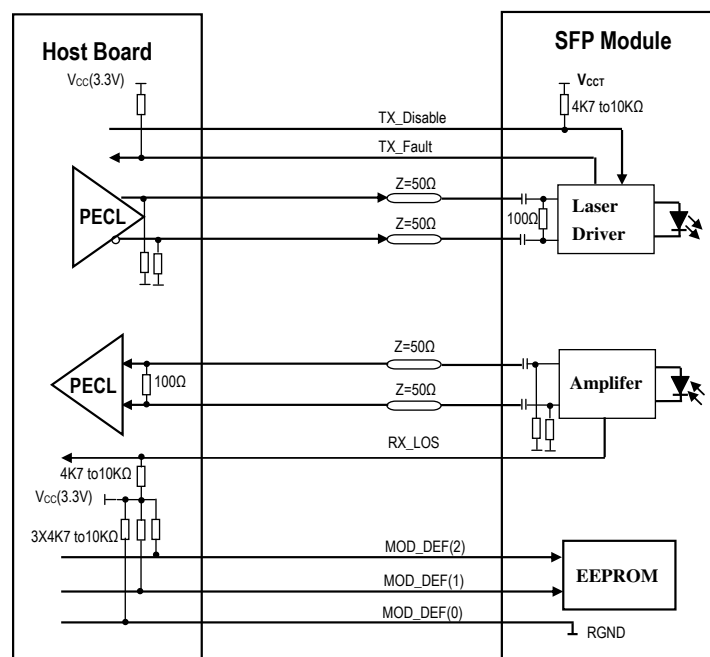 Host Board
SFP Module
VCC(3.3V)
VCCT
4K7 to10KΩ
TX_Disable
TX_Fault
PECL
Z=50Ω
Z=50Ω
100Ω
Laser
Driver
PECL
100Ω
Z=50Ω
Z=50Ω
Amplifer
RX_LOS
4K7 to10KΩ
VCC(3.3V)
3X4K7 to10KΩ
MOD_DEF(2)
MOD_DEF(1)
MOD_DEF(0)
EEPROM
RGND